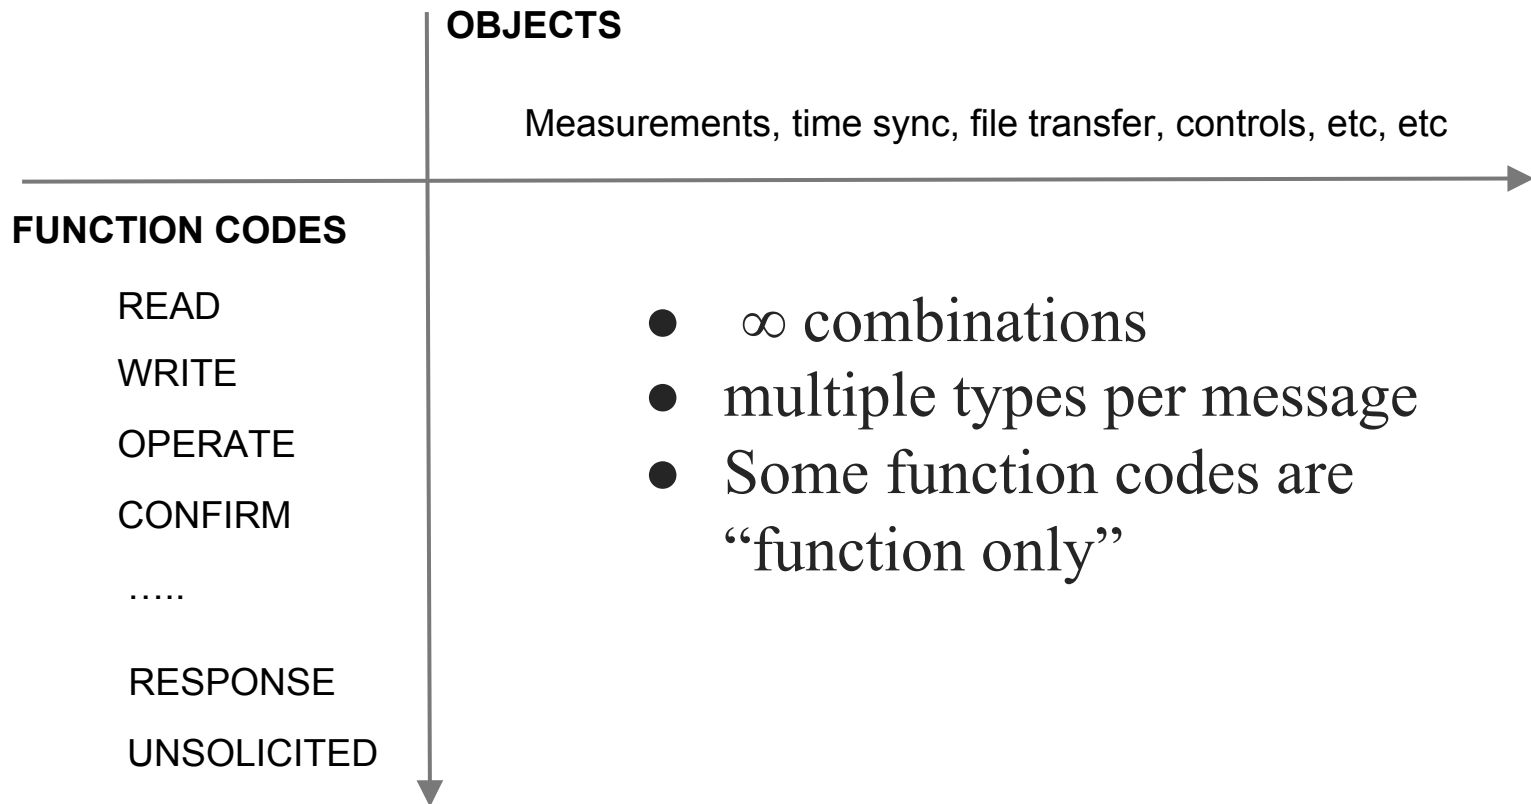 OBJECTS
Measurements, time sync, file transfer, controls, etc, etc
FUNCTION CODES
READ
WRITE
OPERATE
CONFIRM
…..
RESPONSE
UNSOLICITED
● ∞ combinations
● multiple types per message
● Some function codes are
“function only”